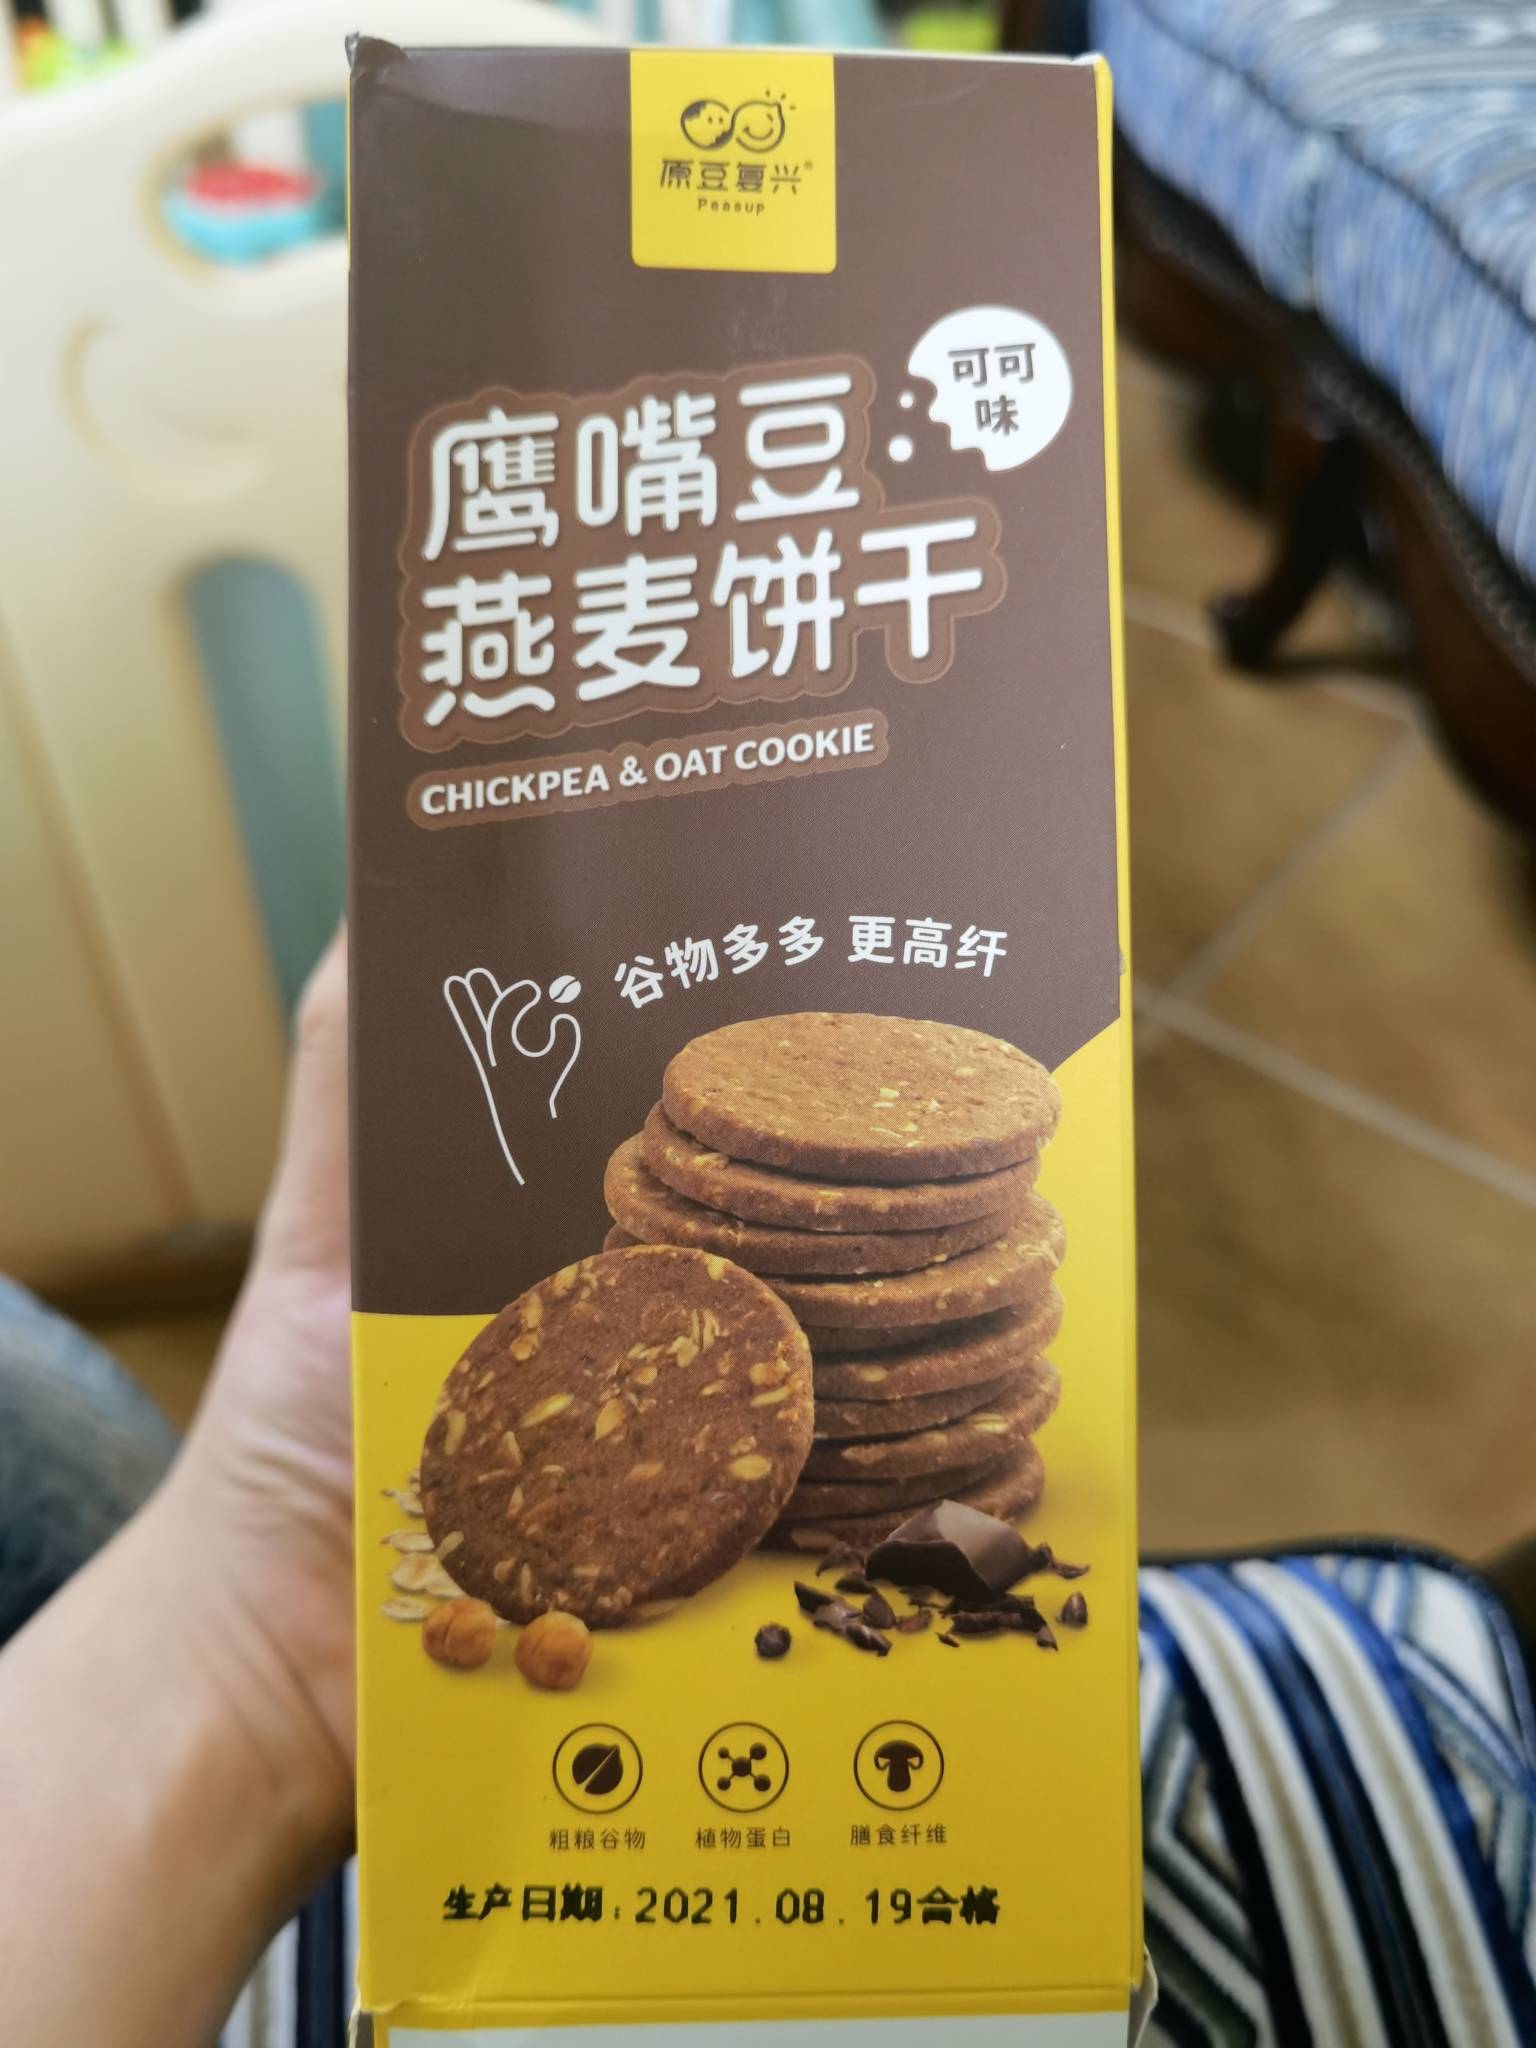 原豆复兴®
Peasup
可可
味
鹰嘴豆
燕麦饼干
CHICKPEA & OAT COOKIE
谷物多多 更高纤
粗粮谷物 植物蛋白 膳食纤维
生产日期:2021.08.19合格